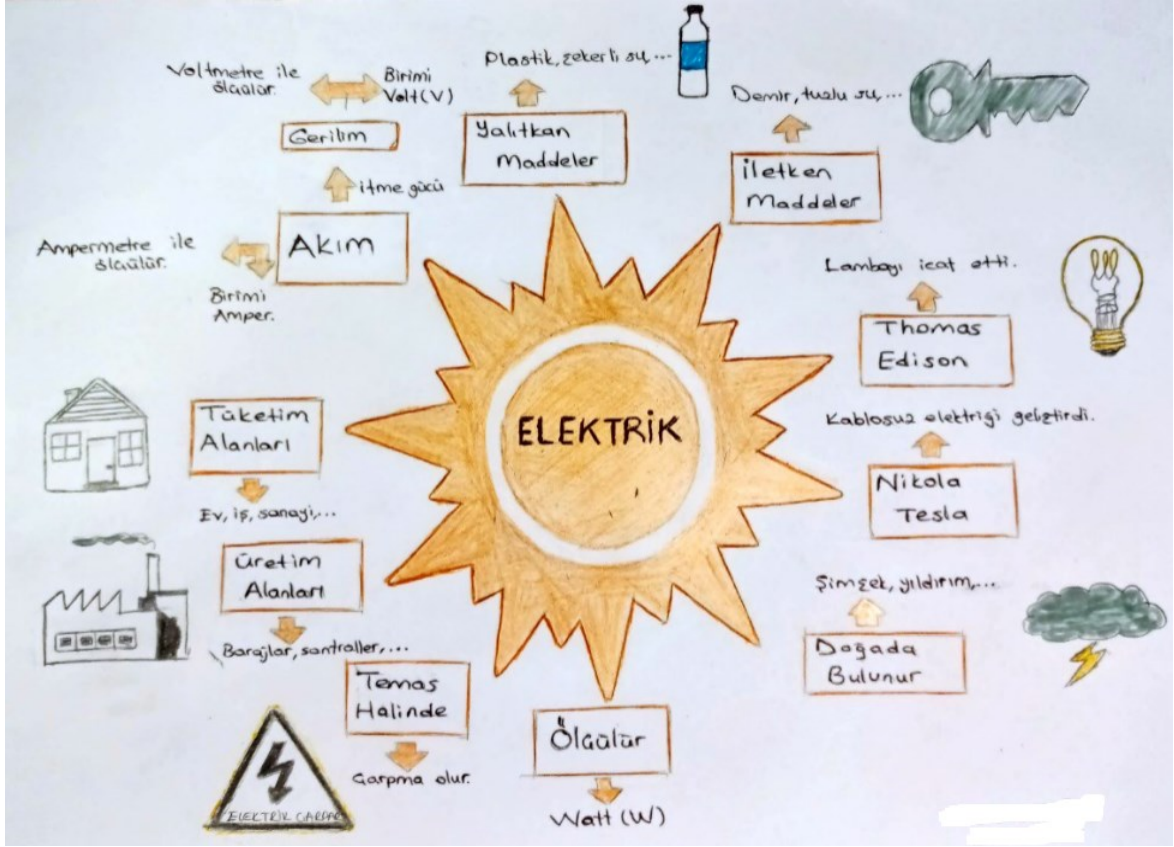 Plastik, şekerli su, ...
Voltmetre ile
ölçülür.
Birimi
Volt (V)
Gerilim
Yalıtkan
Maddeler
Demir, tuzlu su, ...
İletken
Maddeler
itme gücü
Akım
Ampermetre ile
ölçülür.
Birimi
Amper.
Lambayı icat etti.
Thomas
Edison
ELEKTRİK
Tüketim
Alanları
Ev, iş, sanayi, ...
Kablosuz elektriği geliştirdi.
Nikola
Tesla
Üretim
Alanları
Barajlar, santraller, ...
Şimşek, yıldırım, ...
Doğada
Bulunur
Temas
Halinde
Çarpma olur.
ELEKTRİK ÇARPAR
Ölçülür
Watt (W)